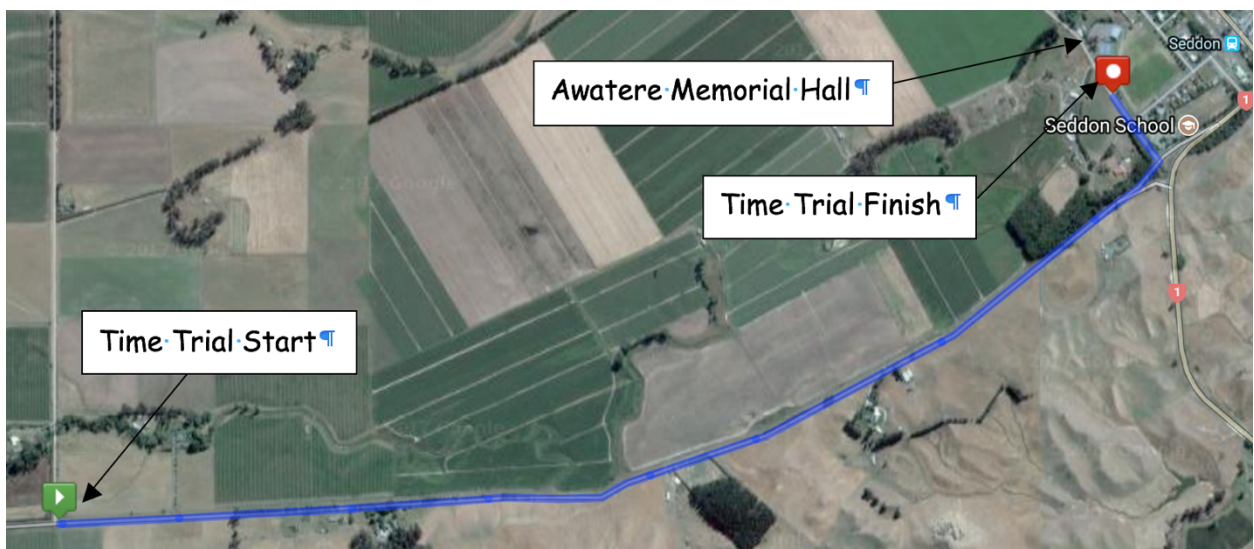 Seddon
Awatere·Memorial·Hall¶
1
Seddon School
Time·Trial·Finish¶
1
Time·Trial·Start¶